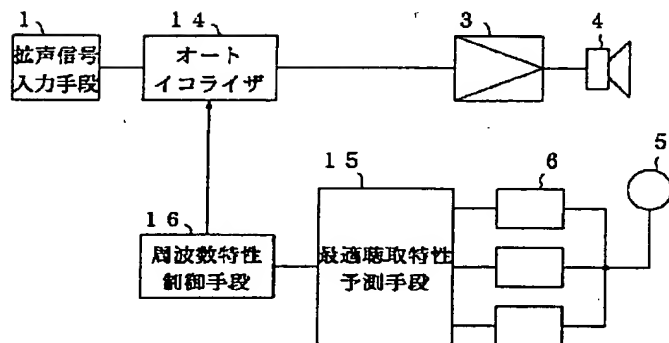 1
拡声信号
入力手段
14
オート
イコライザ
3
4
5
15
最適聴取特性
予測手段
6
16
周波数特性
制御手段